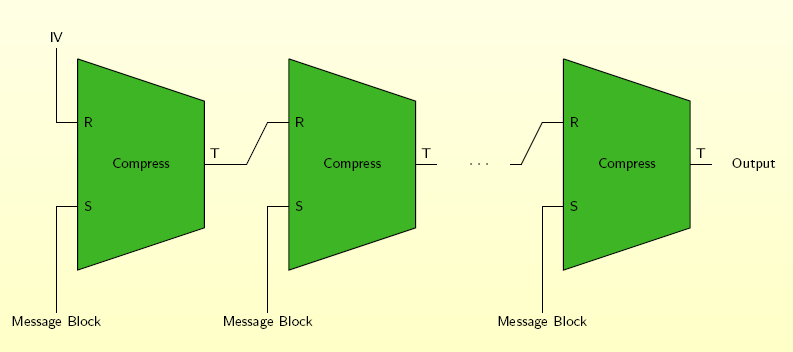 IV
R R R
T T T
Compress Compress · · · Compress Output
S S S
Message Block Message Block Message Block